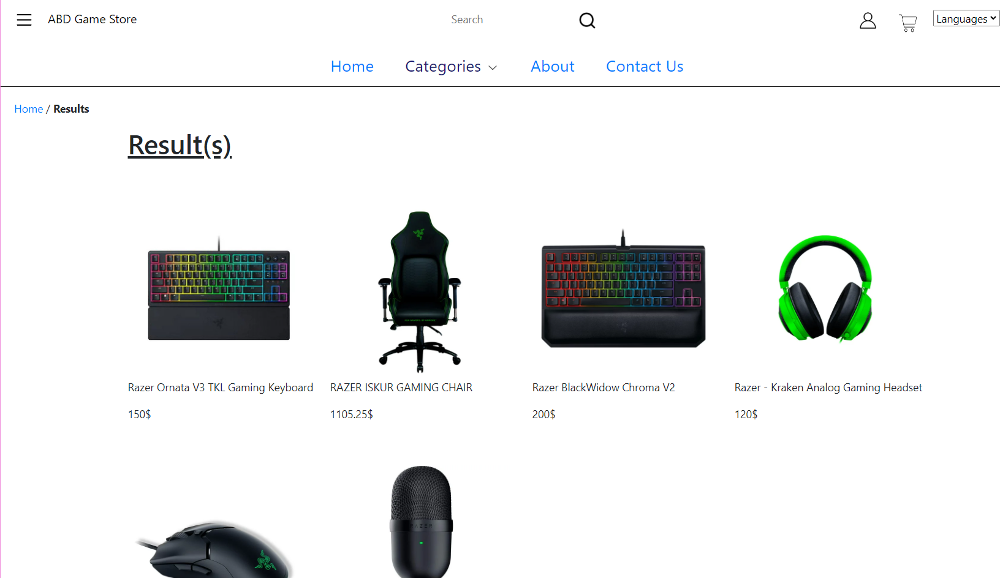 ABD Game Store
Search
Languages
Home
Categories
About
Contact Us
Home / Results
Result(s)
Razer Ornata V3 TKL Gaming Keyboard
RAZER ISKUR GAMING CHAIR
Razer BlackWidow Chroma V2
Razer - Kraken Analog Gaming Headset
150$
1105.25$
200$
120$
RAZER